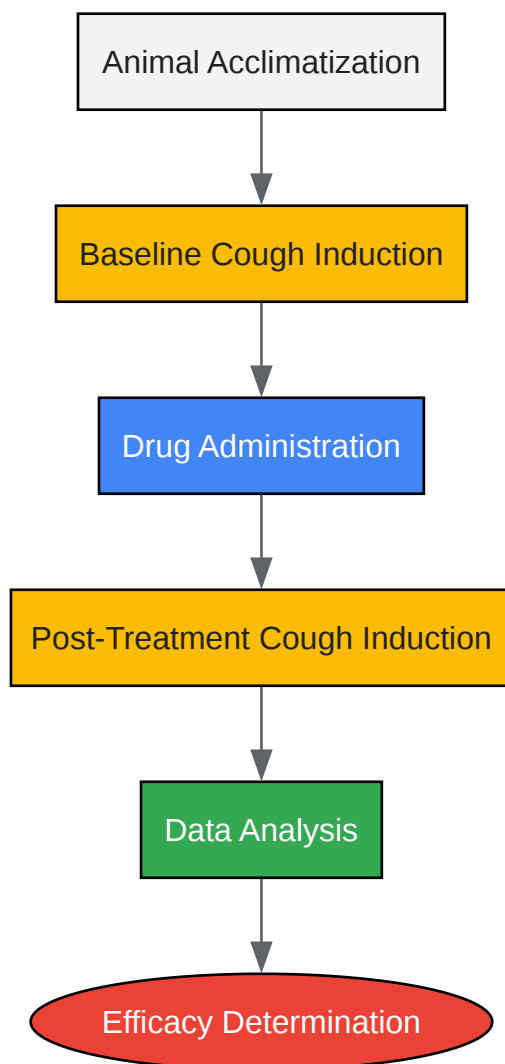 Animal Acclimatization
Baseline Cough Induction
Drug Administration
Post-Treatment Cough Induction
Data Analysis
Efficacy Determination